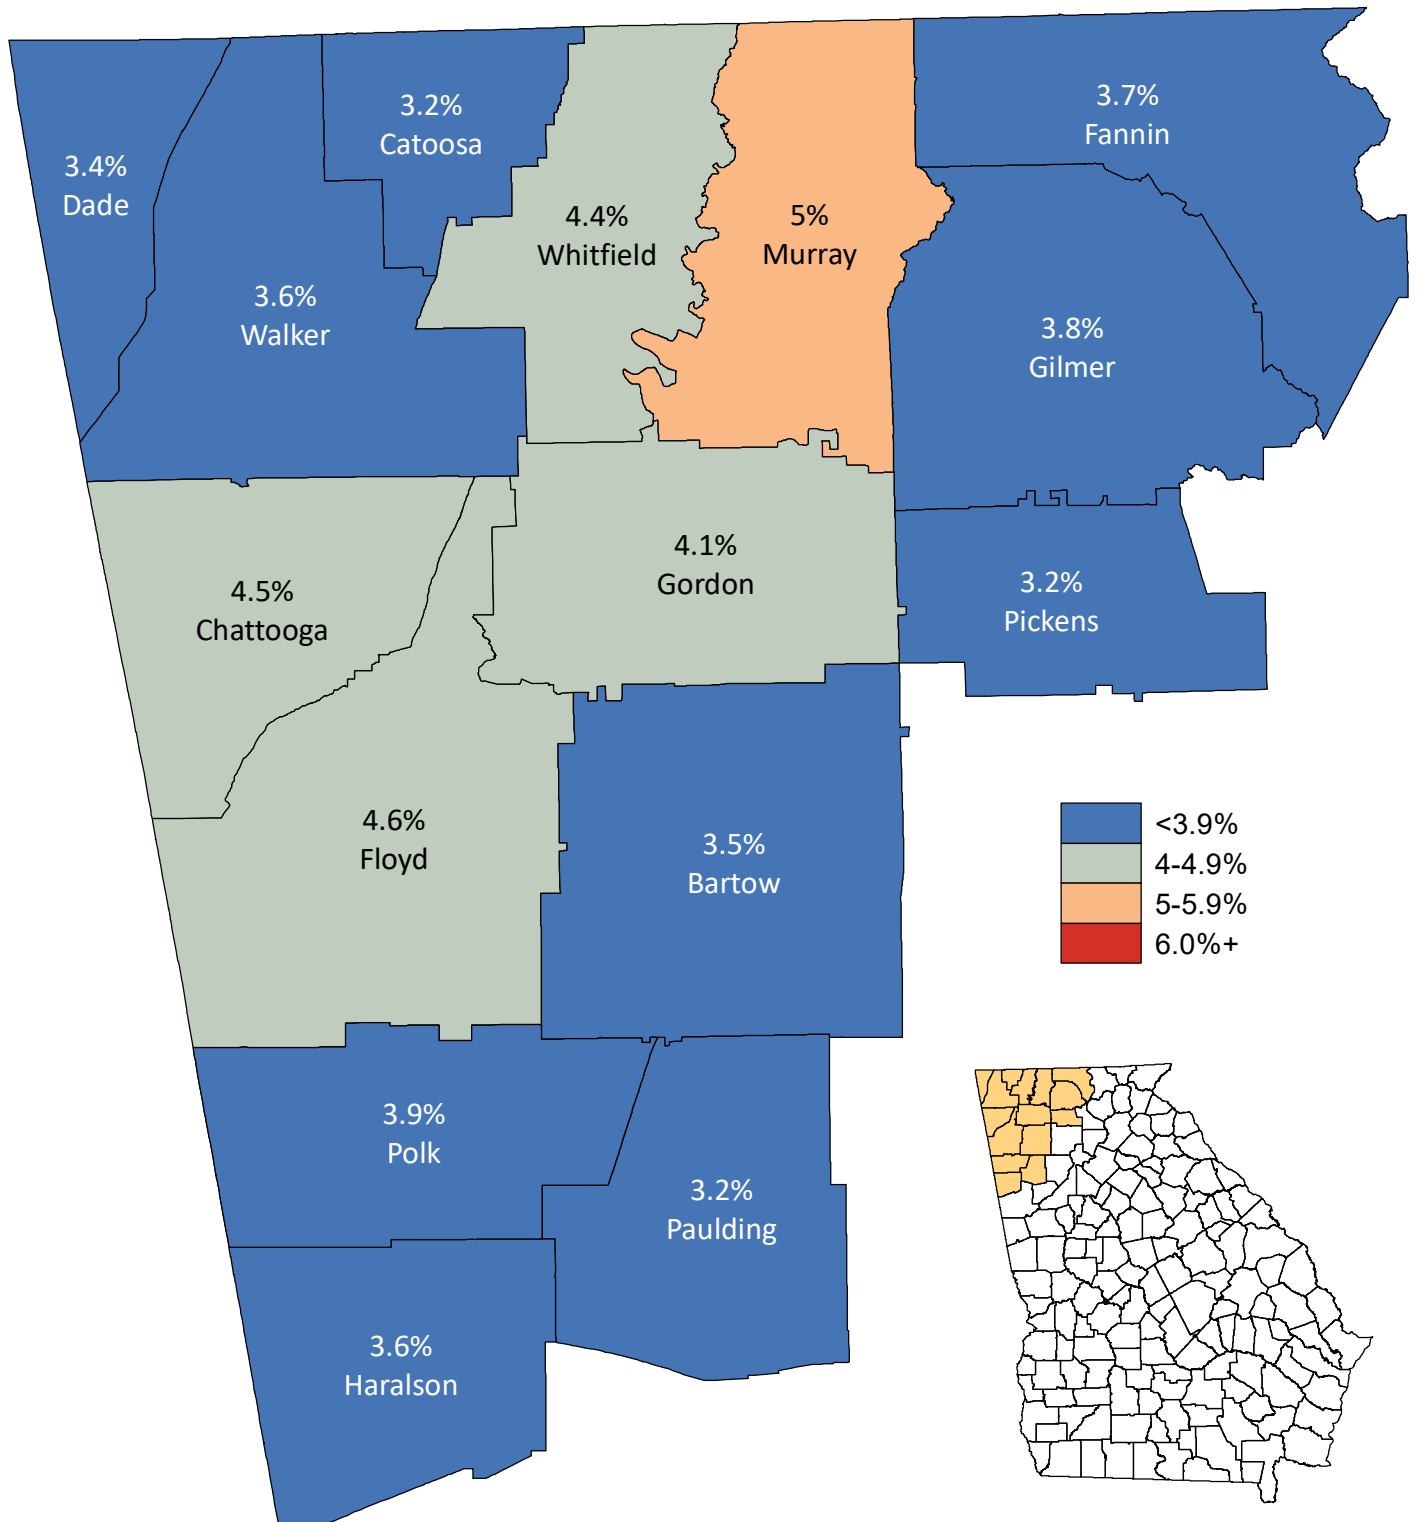 3.7%
Fannin
3.2%
Catoosa
3.4%
Dade
4.4%
Whitfield
5%
Murray
3.6%
Walker
3.8%
Gilmer
4.1%
Gordon
3.2%
Pickens
4.5%
Chattooga
4.6%
Floyd
3.5%
Bartow
<3.9%
4-4.9%
5-5.9%
6.0%+
3.9%
Polk
3.2%
Paulding
3.6%
Haralson